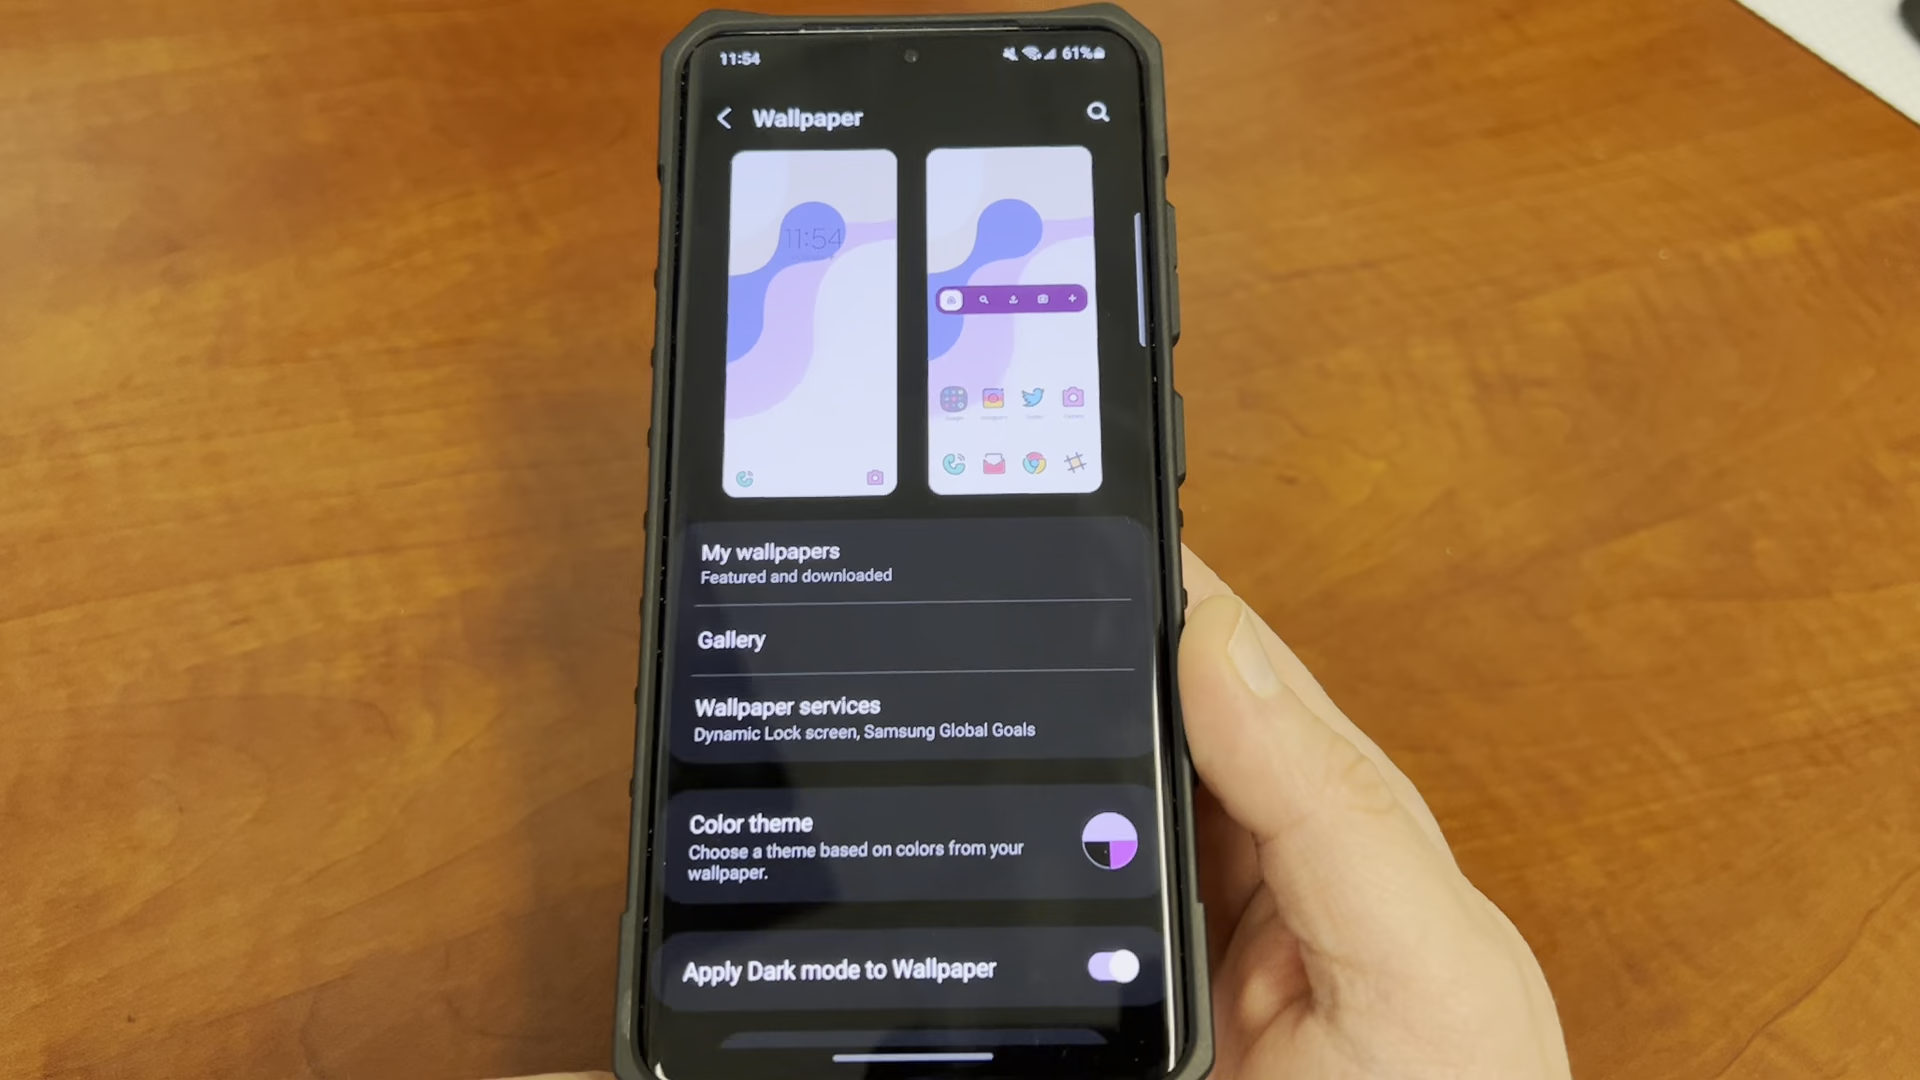 11:54
61%
Wallpaper
11:54
My wallpapers
Featured and downloaded
Gallery
Wallpaper services
Dynamic Lock screen, Samsung Global Goals
Color theme
Choose a theme based on colors from your
wallpaper.
Apply Dark mode to Wallpaper